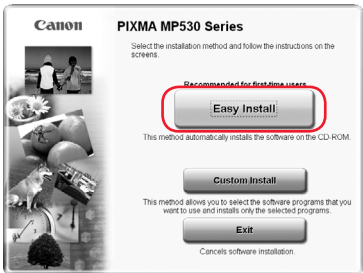 Canon
PIXMA MP530 Series
Select the installation method and follow the instructions on the
screens.
Recommended for first-time users
Easy Install
This method automatically installs the software on the CD-ROM.
Custom Install
This method allows you to select the software programs that you
want to use and installs only the selected programs.
Exit
Cancels software installation.